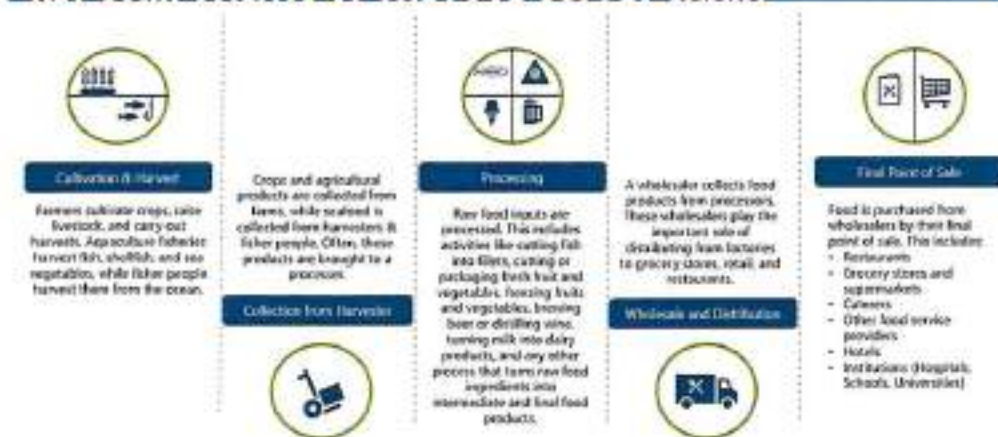 Cultivation & Harvest
Farmers cultivate crops, raise
livestock, and carry out
harvests. Aquaculture fisheries
harvest fish, shellfish, and sea
vegetables, while fisher people
harvest them from the ocean.
Crops and agricultural
products are collected from
farms, while seafood is
collected from harvesters &
fisher people. Often, these
products are brought to a
processor.
Collection from Harvester
Processing
Raw food inputs are
processed. This includes
activities like cutting fish
into fillets, cutting or
packaging fresh fruit and
vegetables, freezing fruits
and vegetables, brewing
beer or distilling wine,
turning milk into dairy
products, and any other
process that turns raw food
ingredients into
intermediate and final food
products.
A wholesaler collects food
products from processors.
These wholesalers play the
important role of
distributing from factories
to grocery stores, retail, and
restaurants.
Wholesale and Distribution
Final Point of Sale
Food is purchased from
wholesalers by their final
point of sale. This includes:
• Restaurants
• Grocery stores and
supermarkets
• Caterers
• Other food service
providers
• Hotels
• Institutions (Hospitals,
Schools, Universities)